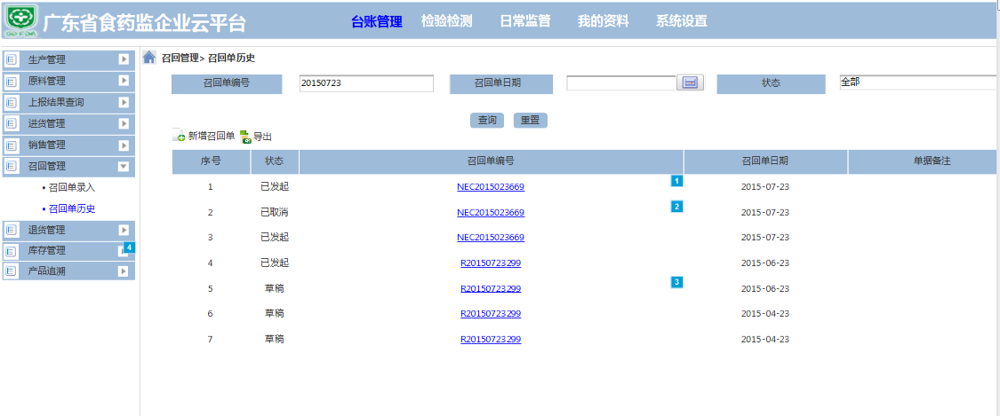 广东省食药监企业云平台
台账管理 检验检测 日常监管 我的资料 系统设置
GD FDA
生产管理
原料管理
上报结果查询
进货管理
销售管理
召回管理
• 召回单录入
• 召回单历史
退货管理
库存管理 4
产品追溯
召回管理> 召回单历史
召回单编号 20150723 召回单日期 状态 全部
查询 重置
新增召回单 导出
序号 状态 召回单编号 召回单日期 单据备注
1 已发起 NEC2015023669 1 2015-07-23
2 已取消 NEC2015023669 2 2015-07-23
3 已发起 NEC2015023669 2015-07-23
4 已发起 R20150723299 2015-06-23
5 草稿 R20150723299 3 2015-06-23
6 草稿 R20150723299 2015-04-23
7 草稿 R20150723299 2015-04-23